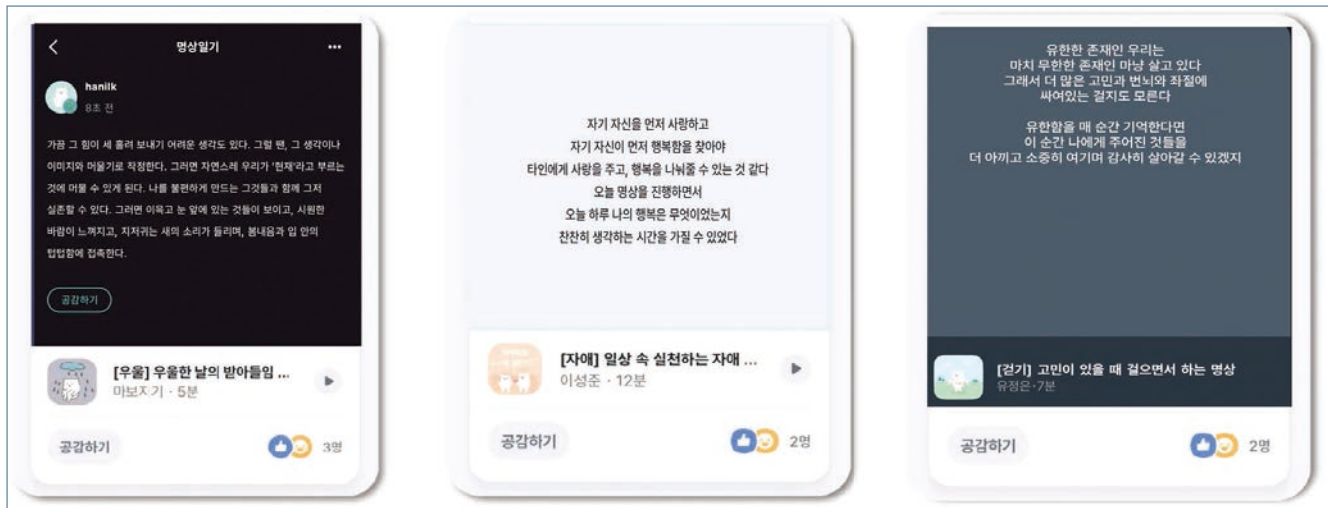 명상일기
hanilk
8초 전
가끔 그 힘이 세 흘려 보내기 어려운 생각도 있다. 그럴 땐, 그 생각이나
이미지와 머물기로 작정한다. 그러면 자연스레 우리가 '현재'라고 부르는
것에 머물 수 있게 된다. 나를 불편하게 만드는 그것들과 함께 그저
실존할 수 있다. 그러면 이윽고 눈 앞에 있는 것들이 보이고, 시원한
바람이 느껴지고, 지저귀는 새의 소리가 들리며, 봄내음과 입 안의
텁텁함에 접촉한다.
공감하기
[우울] 우울한 날의 받아들임 ...
마보지기 · 5분
공감하기
3명
자기 자신을 먼저 사랑하고
자기 자신이 먼저 행복함을 찾아야
타인에게 사랑을 주고, 행복을 나눠줄 수 있는 것 같다
오늘 명상을 진행하면서
오늘 하루 나의 행복은 무엇이었는지
찬찬히 생각하는 시간을 가질 수 있었다
[자애] 일상 속 실천하는 자애 ...
이성준 · 12분
공감하기
2명
유한한 존재인 우리는
마치 무한한 존재인 마냥 살고 있다
그래서 더 많은 고민과 번뇌와 좌절에
싸여있는 걸지도 모른다
유한함을 매 순간 기억한다면
이 순간 나에게 주어진 것들을
더 아끼고 소중히 여기며 감사히 살아갈 수 있겠지
[걷기] 고민이 있을 때 걸으면서 하는 명상
유정은·7분
공감하기
2명